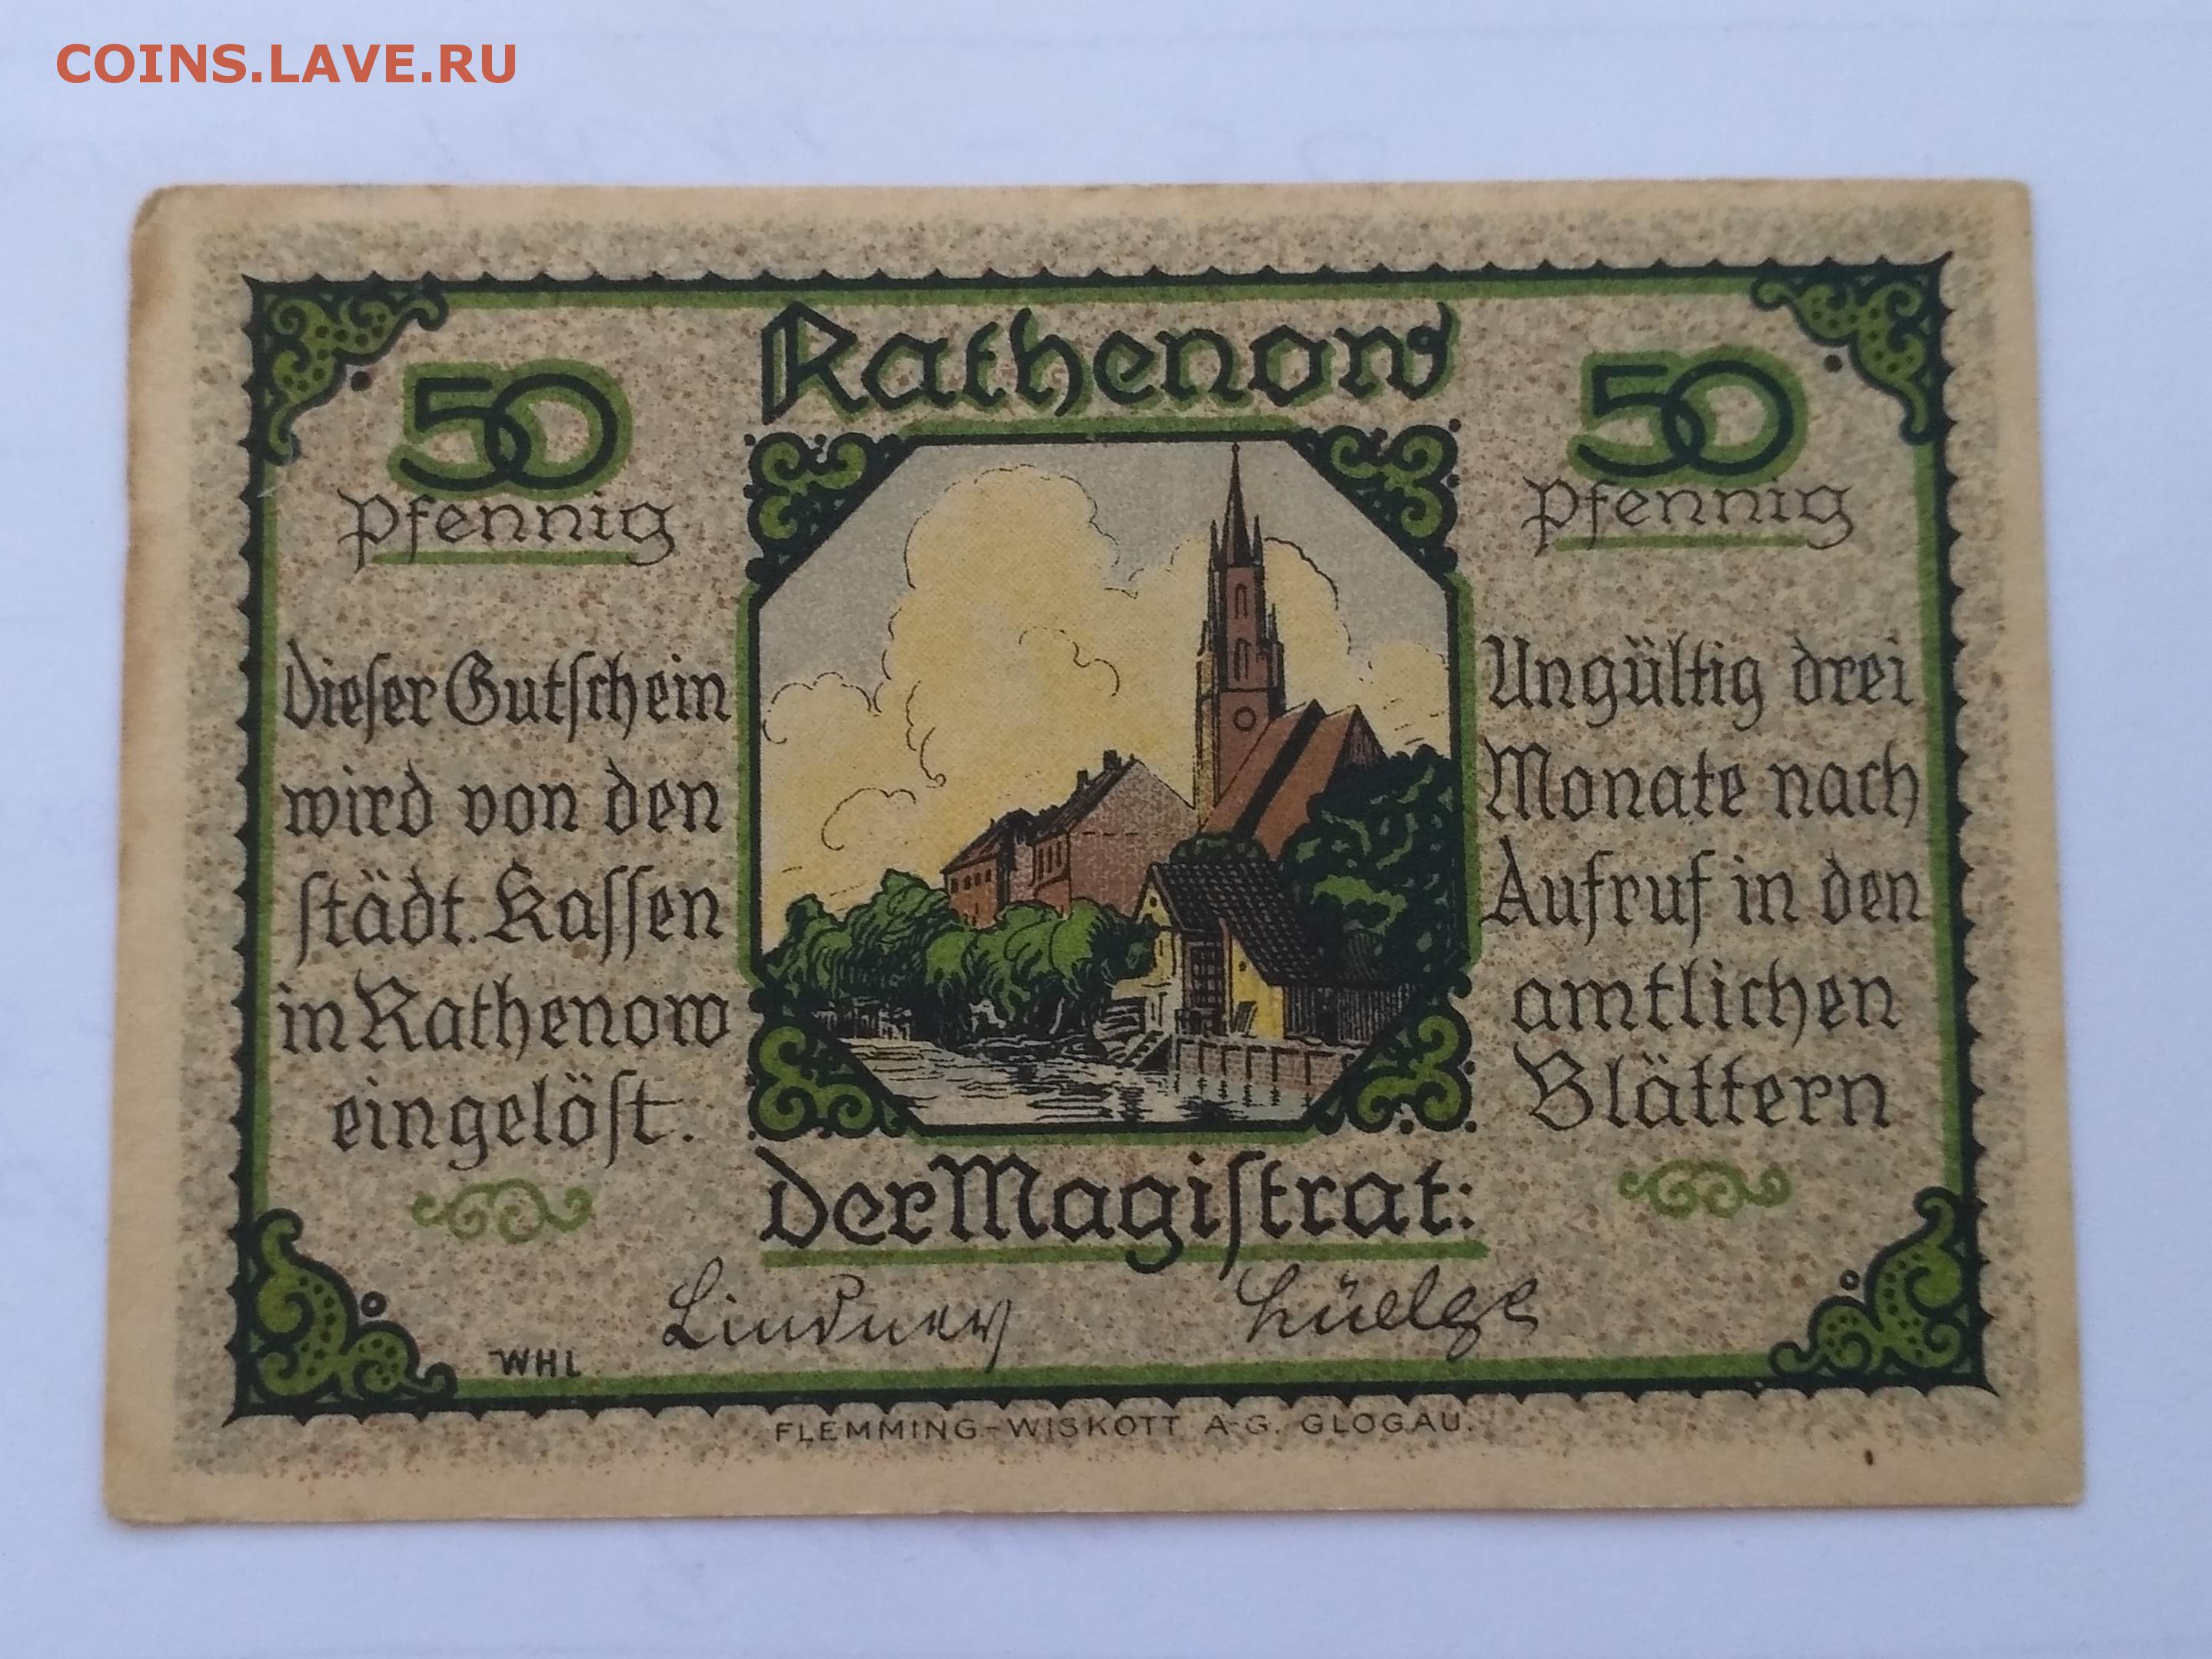 COINS.LAVE.RU
Rathenow
50
Pfennig
50
Pfennig
Dieser Gutschein
wird von den
städt. Kassen
in Rathenow
eingelöst.
Ungültig drei
Monate nach
Aufruf in den
amtlichen
Blättern
Der Magistrat:
Lindner
WHL
FLEMMING-WISKOTT A-G. GLOGAU.